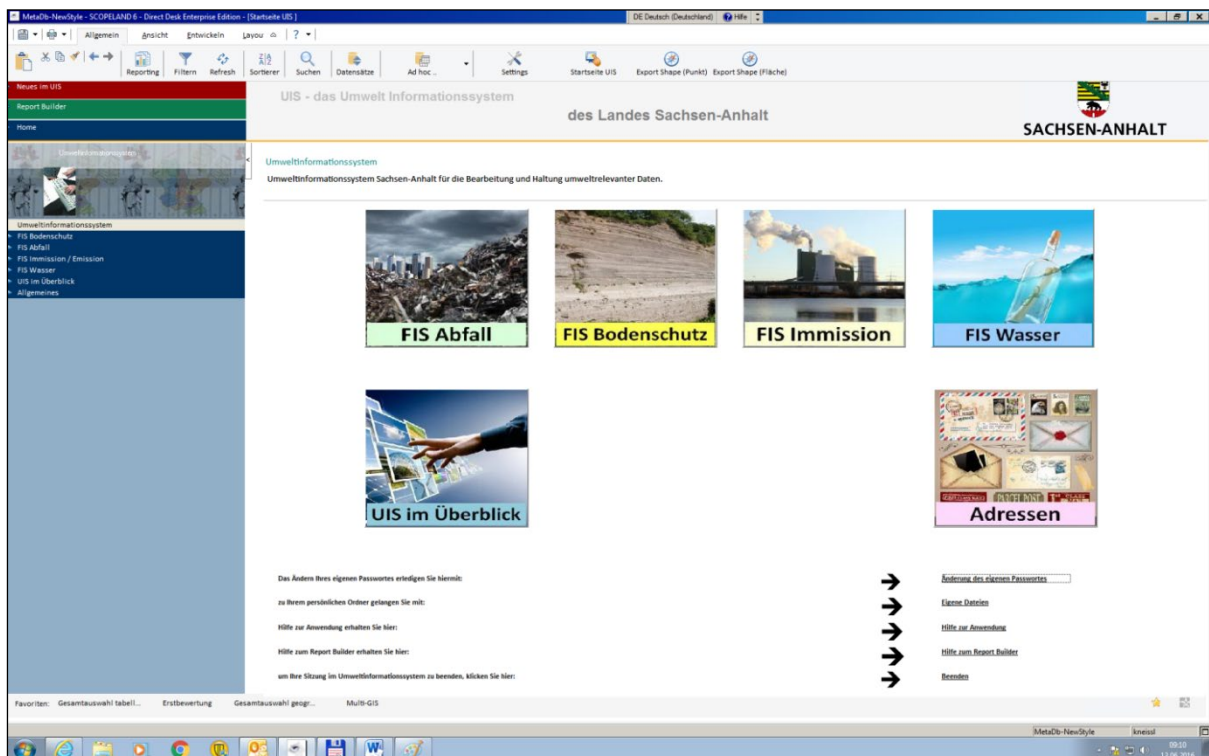 MetaDb-NewStyle - SCOPELAND 6 - Direct Desk Enterprise Edition - [Startseite UIS ]
DE Deutsch (Deutschland) Hilfe
Allgemein Ansicht Entwickeln Layou ?
Reporting Filtern Refresh Sortierer Suchen Datensätze Ad hoc .. Settings Startseite UIS Export Shape (Punkt) Export Shape (Fläche)
Neues im UIS
Report Builder
Home
UIS - das Umwelt Informationssystem
des Landes Sachsen-Anhalt
SACHSEN-ANHALT
Umweltinformationssystem
Umweltinformationssystem
FIS Bodenschutz
FIS Abfall
FIS Immission / Emission
FIS Wasser
UIS im Überblick
Allgemeines
Umweltinformationssystem
Umweltinformationssystem Sachsen-Anhalt für die Bearbeitung und Haltung umweltrelevanter Daten.
FIS Abfall
FIS Bodenschutz
FIS Immission
FIS Wasser
UIS im Überblick
PARCEL POST
Adressen
Das Ändern Ihres eigenen Passwortes erledigen Sie hiermit: Änderung des eigenen Passwortes
zu Ihrem persönlichen Ordner gelangen Sie mit: Eigene Dateien
Hilfe zur Anwendung erhalten Sie hier: Hilfe zur Anwendung
Hilfe zum Report Builder erhalten Sie hier: Hilfe zum Report Builder
um Ihre Sitzung im Umweltinformationssystem zu beenden, klicken Sie hier: Beenden
Favoriten: Gesamtauswahl tabell... Erstbewertung Gesamtauswahl geogr... Multi-GIS
MetaDb-NewStyle kneissl
09:10
13.06.2016